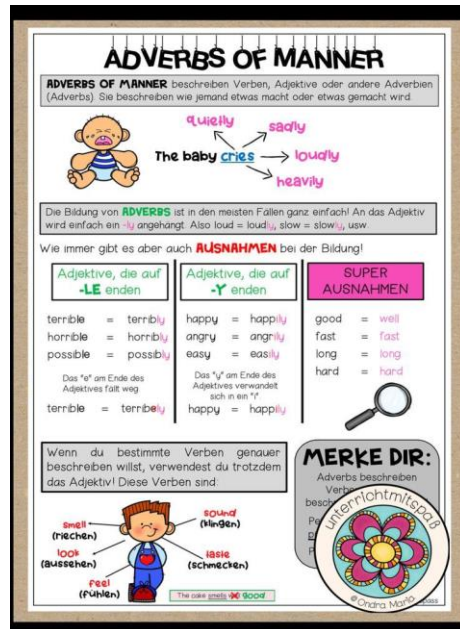 ADVERBS OF MANNER
ADVERBS OF MANNER beschreiben Verben, Adjektive oder andere Adverbien
(Adverbs). Sie beschreiben wie jemand etwas macht oder etwas gemacht wird.
quietly
sadly
The baby cries
loudly
heavily
Die Bildung von ADVERBS ist in den meisten Fällen ganz einfach! An das Adjektiv
wird einfach ein -ly angehängt. Also loud = loudly, slow = slowly, usw.
Wie immer gibt es aber auch AUSNAHMEN bei der Bildung!
Adjektive, die auf
-LE enden
terrible = terribly
horrible = horribly
possible = possibly
Das "e" am Ende des
Adjektives fällt weg
terrible = terribely
Adjektive, die auf
-Y enden
happy = happily
angry = angrily
easy = easily
Das "y" am Ende des
Adjektives verwandelt
sich in ein "i"
happy = happily
SUPER
AUSNAHMEN
good = well
fast = fast
long = long
hard = hard
Wenn du bestimmte Verben genauer
beschreiben willst, verwendest du trotzdem
das Adjektiv! Diese Verben sind:
smell
(riechen)
look
(aussehen)
feel
(fühlen)
sound
(klingen)
taste
(schmecken)
The cake smells good.
MERKE DIR:
Adverbs beschreiben
unterrichtmitspaß
©Ondra Marila